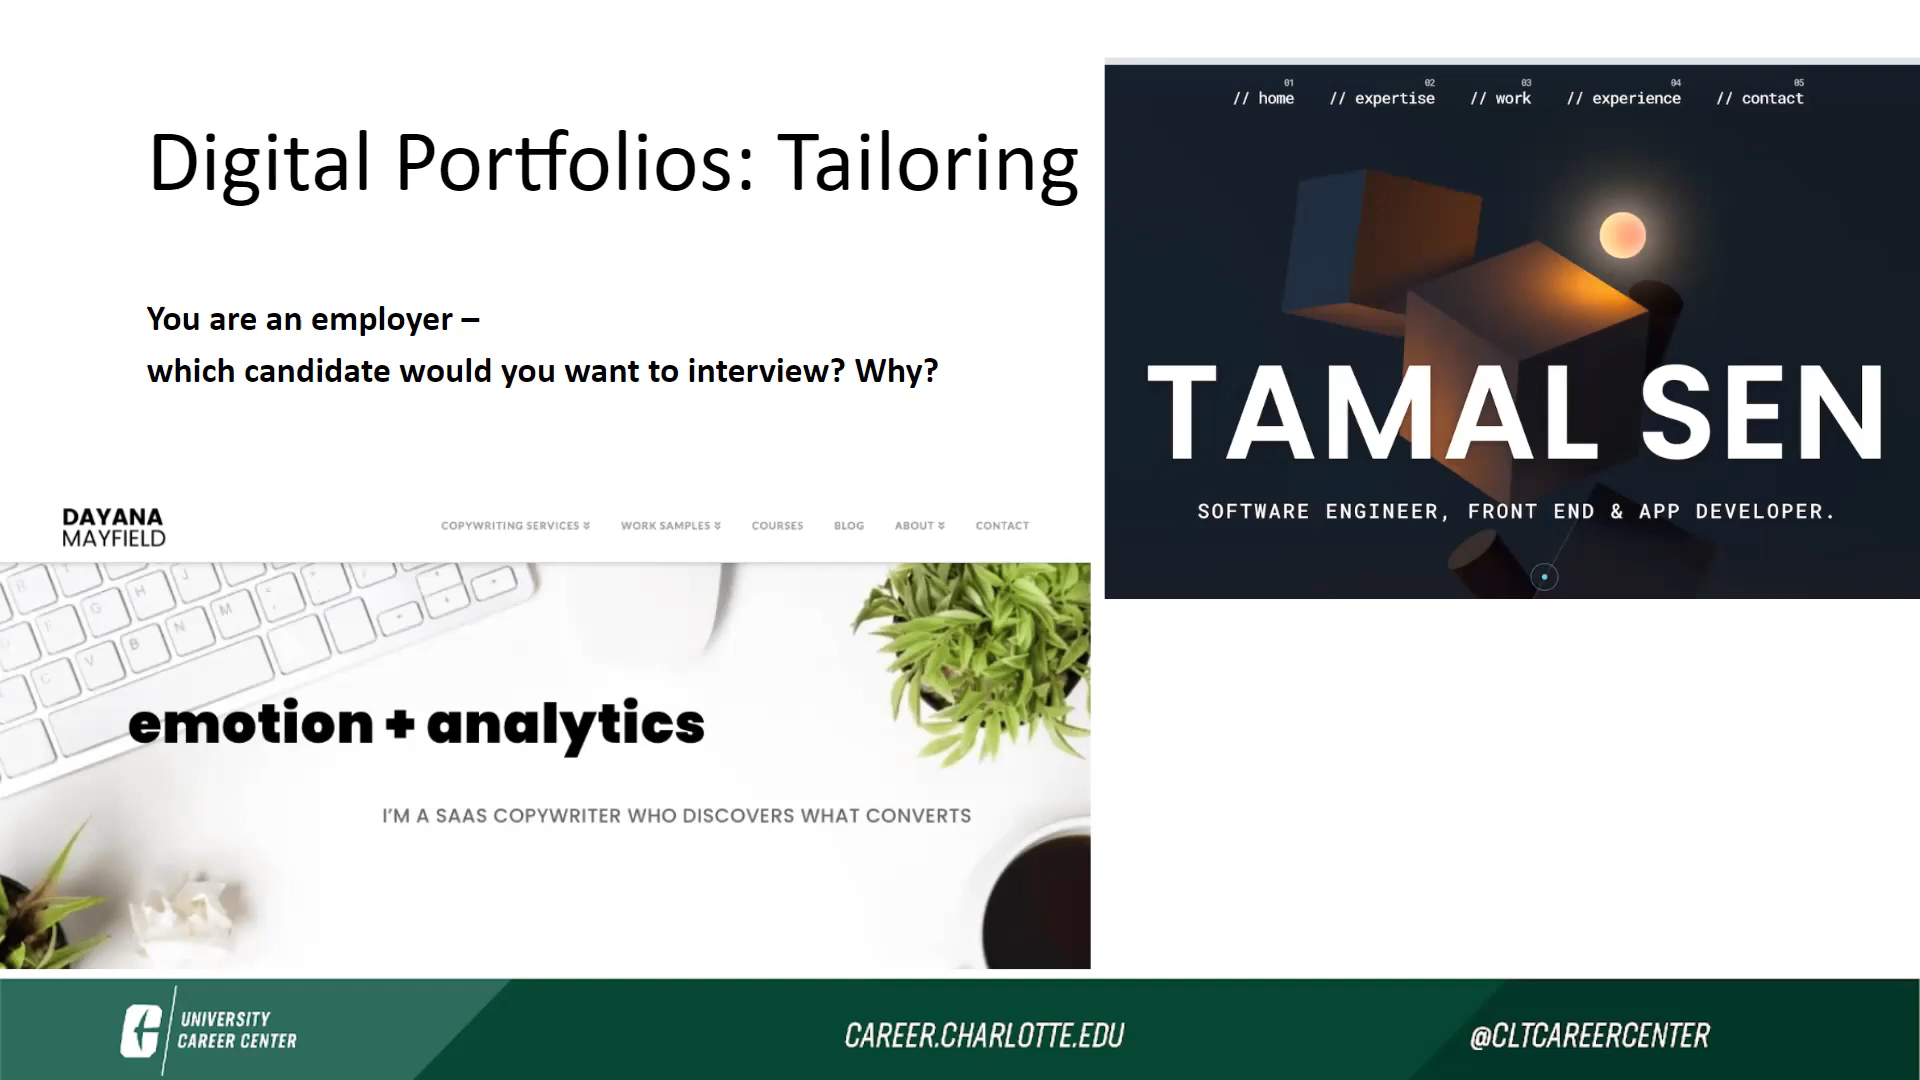 Digital Portfolios: Tailoring
You are an employer –
which candidate would you want to interview? Why?
01 02 03 04 05
// home // expertise // work // experience // contact
TAMAL SEN
SOFTWARE ENGINEER, FRONT END & APP DEVELOPER.
DAYANA
MAYFIELD
COPYWRITING SERVICES WORK SAMPLES COURSES BLOG ABOUT CONTACT
emotion + analytics
I'M A SAAS COPYWRITER WHO DISCOVERS WHAT CONVERTS
UNIVERSITY
CAREER CENTER
CAREER.CHARLOTTE.EDU
@CLTCAREERCENTER